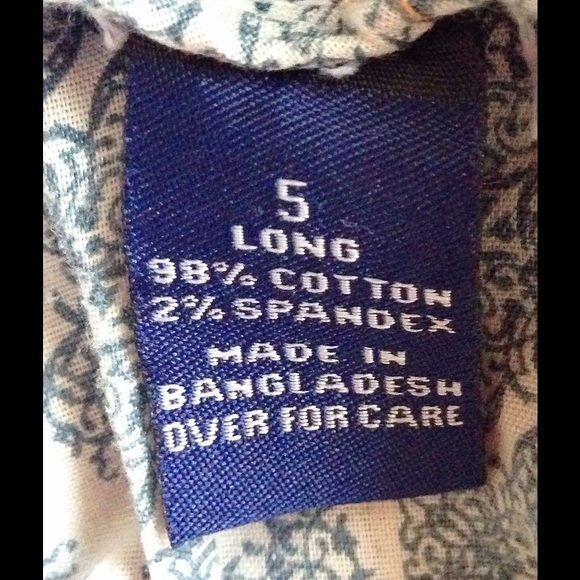 5
LONG
98% COTTON
2% SPANDEX
MADE IN
BANGLADESH
OVER FOR CARE